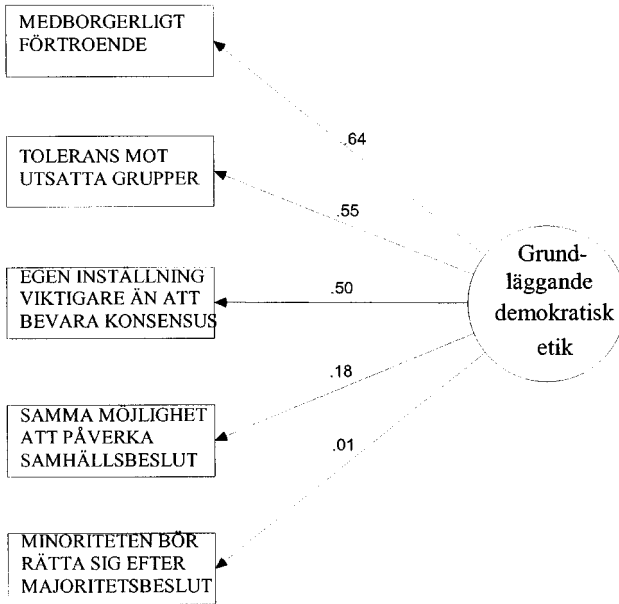 MEDBORGERLIGT
FÖRTROENDE
.64
TOLERANS MOT
UTSATTA GRUPPER
.55
EGEN INSTÄLLNING
VIKTIGARE ÄN ATT
BEVARA KONSENSUS
.50
Grund-
läggande
demokratisk
etik
.18
SAMMA MÖJLIGHET
ATT PÅVERKA
SAMHÄLLSBESLUT
.01
MINORITETEN BÖR
RÄTTA SIG EFTER
MAJORITETSBESLUT